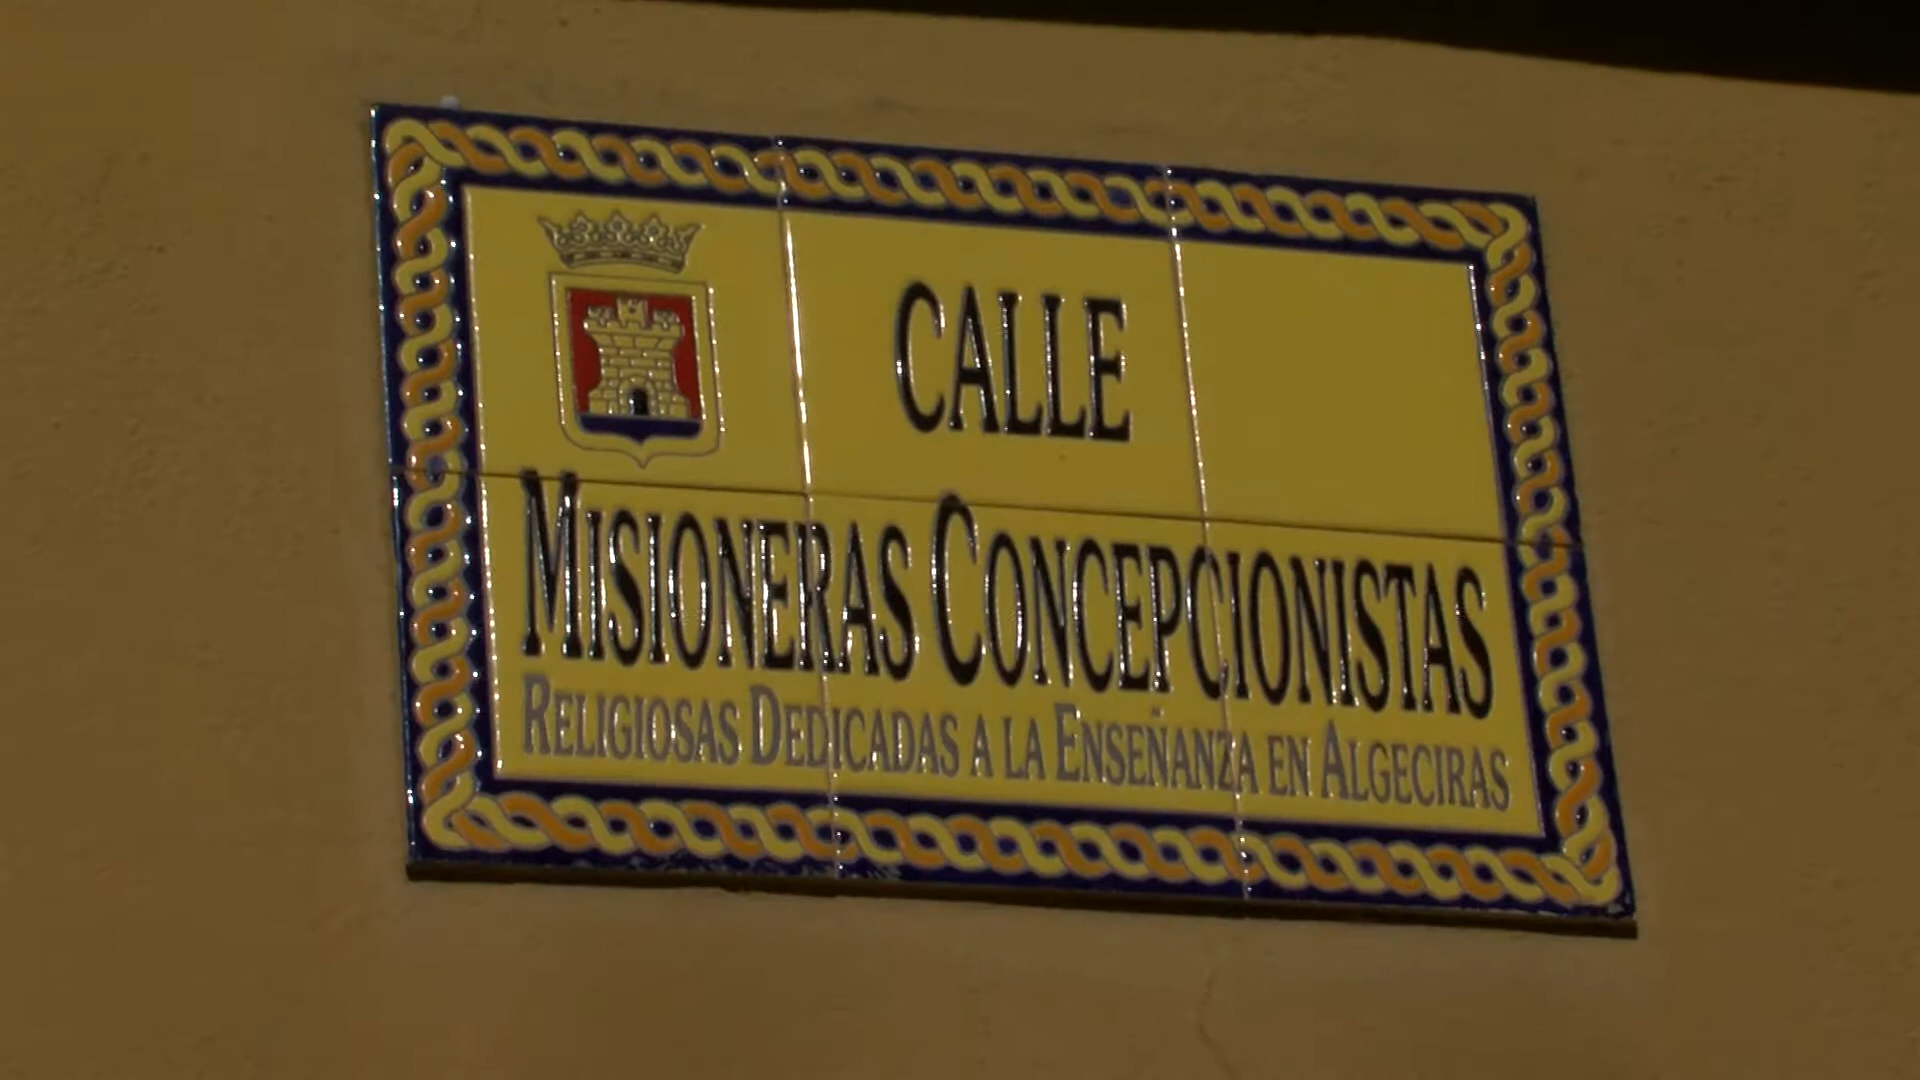 CALLE
MISIONERAS CONCEPCIONISTAS
RELIGIOSAS DEDICADAS A LA ENSEÑANZA EN ALGECIRAS